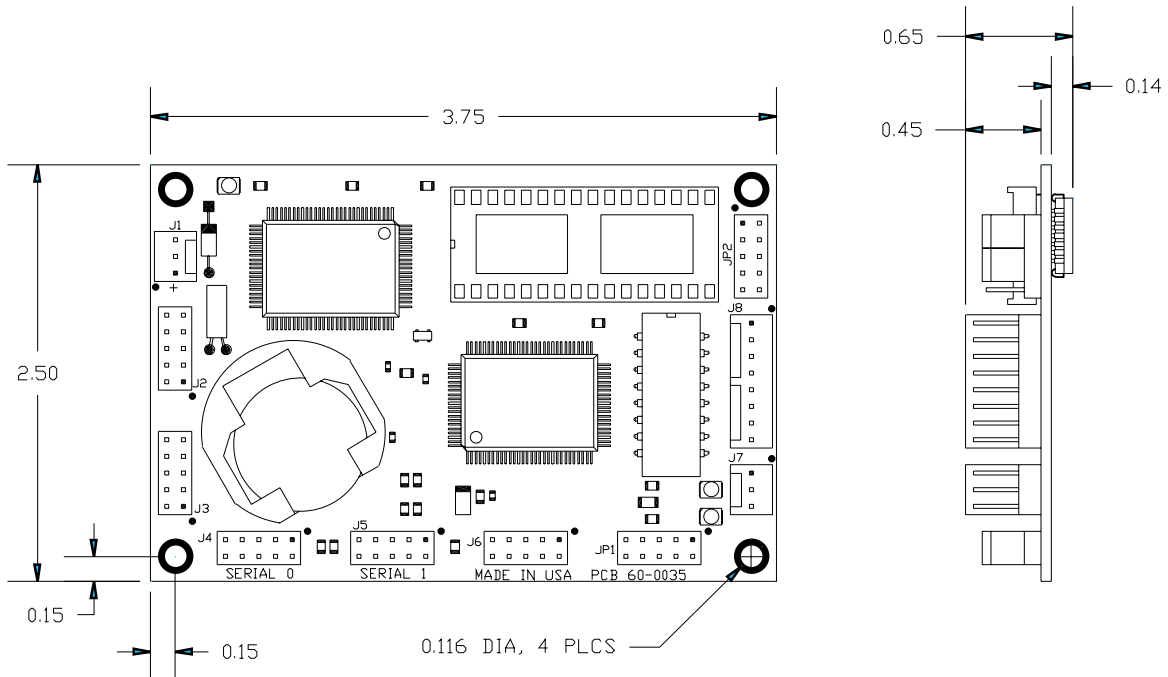 0.65
0.14
3.75
0.45
J1
+
JP2
J8
2.50
J2
J7
J3
J4
J5
J6
JP1
SERIAL 0
SERIAL 1
MADE IN USA
PCB 60-0035
0.15
0.15
0.116 DIA, 4 PLCS